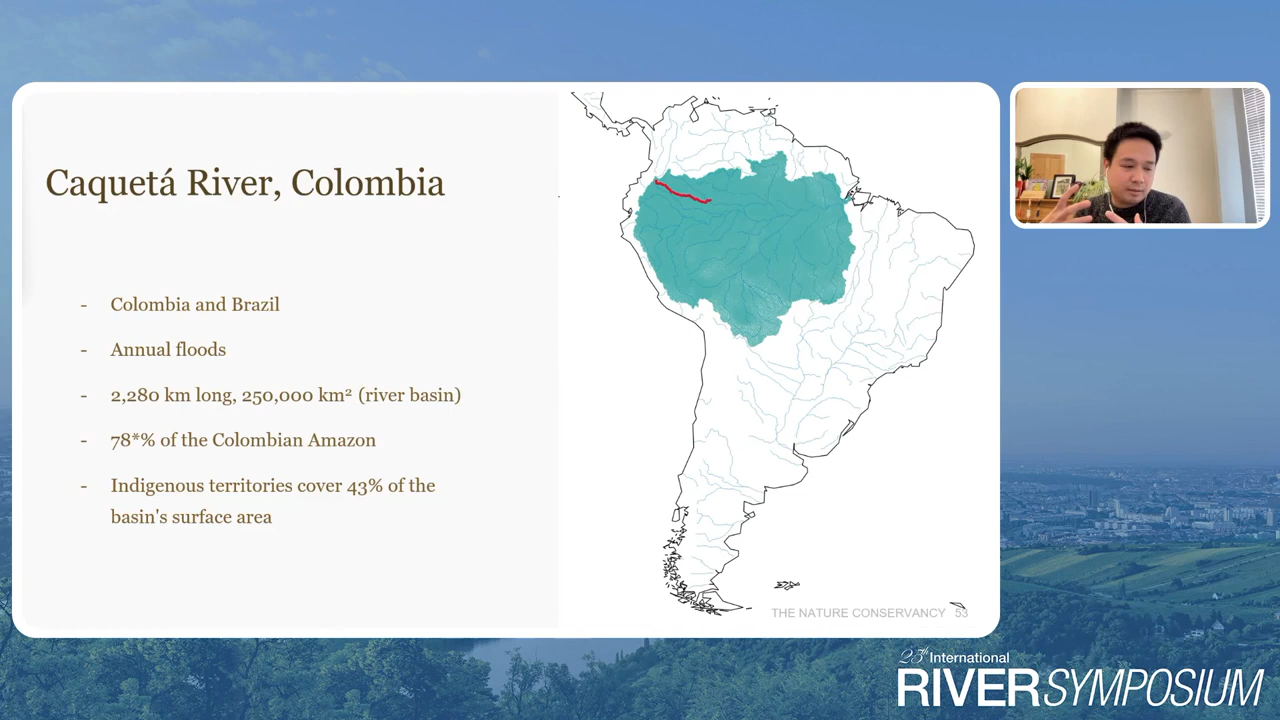 Caquetá River, Colombia
- Colombia and Brazil
- Annual floods
- 2,280 km long, 250,000 km² (river basin)
- 78*% of the Colombian Amazon
- Indigenous territories cover 43% of the
basin's surface area
THE NATURE CONSERVANCY 53
25th International
RIVERSYMPOSIUM